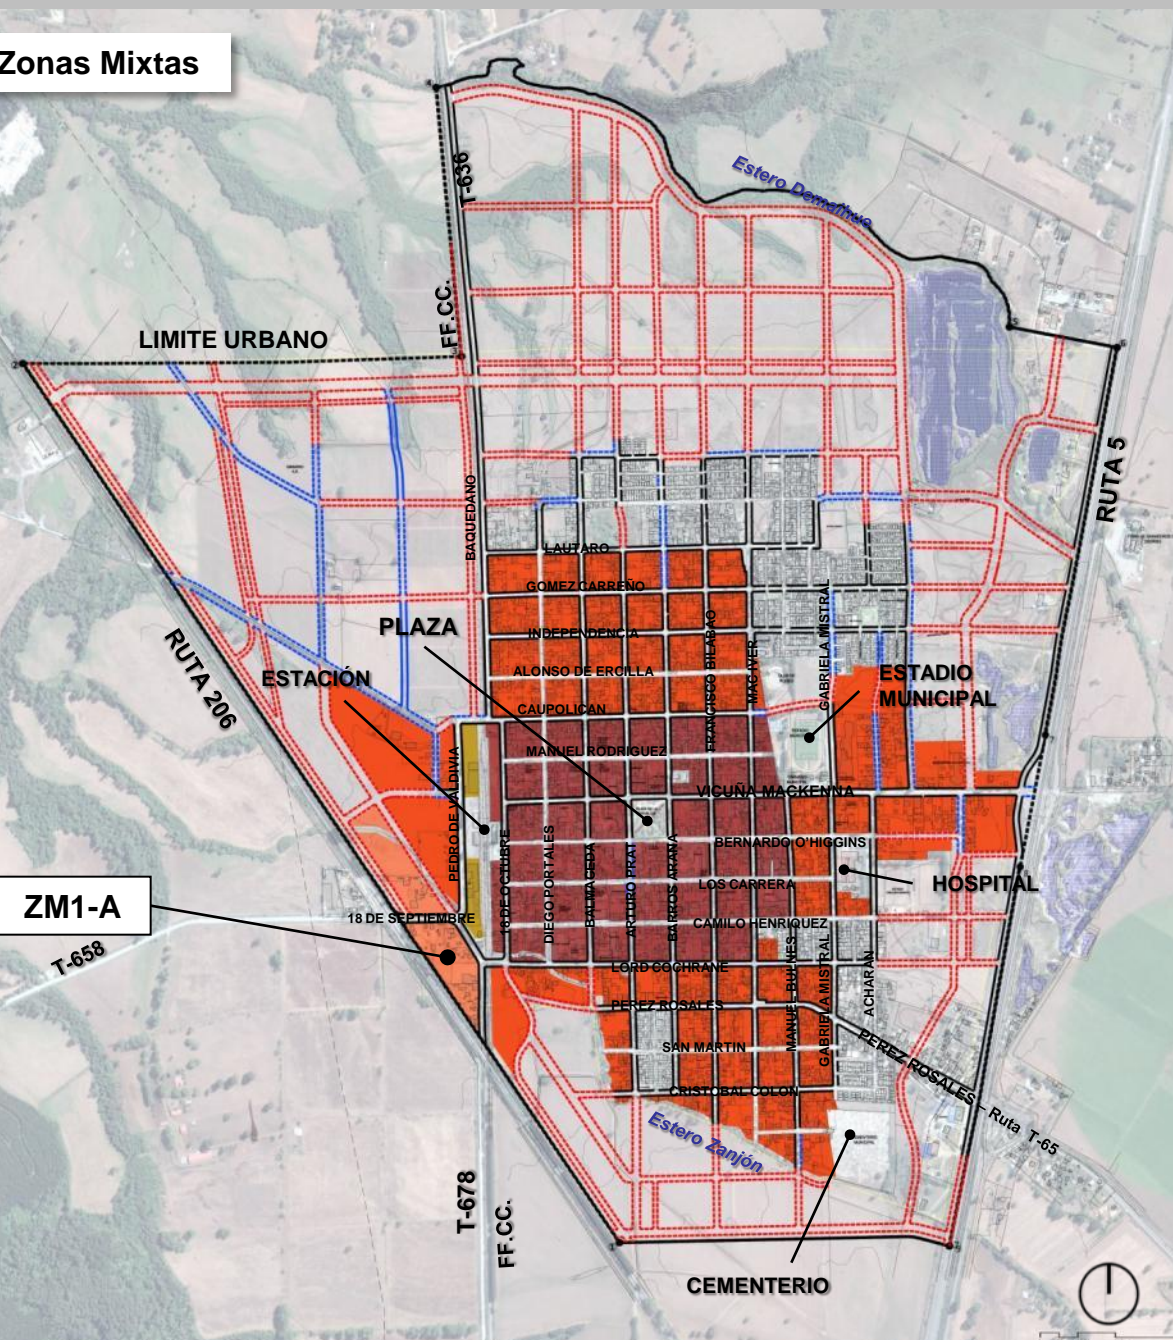 Zonas Mixtas
T-636
Estero Demaihue
FF.CC.
LIMITE URBANO
RUTA 5
BAQUEDANO
LAUTARO
GOMEZ CARREÑO
INDEPENDENCIA
ALONSO DE ERCILLA
CAUPOLICAN
MANUEL RODRIGUEZ
VICUÑA MACKENNA
BERNARDO O'HIGGINS
LOS CARRERA
CAMILO HENRIQUEZ
LORD COCHRANE
PEREZ ROSALES
SAN MARTIN
CRISTOBAL COLON
PLAZA
ESTACIÓN
RUTA 206
FRANCISCO BILABAO
MAC IVER
GABRIELA MISTRAL
ESTADIO
MUNICIPAL
PEDRO DE VALDIVIA
18 DE OCTUBRE
DIEGO PORTALES
BALMACEDA
ARTURO PRAT
BARROS ARANA
HOSPITAL
ZM1-A
18 DE SEPTIEMBRE
T-658
MANUEL BULNES
GABRIELA MISTRAL
ACHARAN
PEREZ ROSALES – Ruta T-65
Estero Zanjón
T-678
FF.CC.
CEMENTERIO